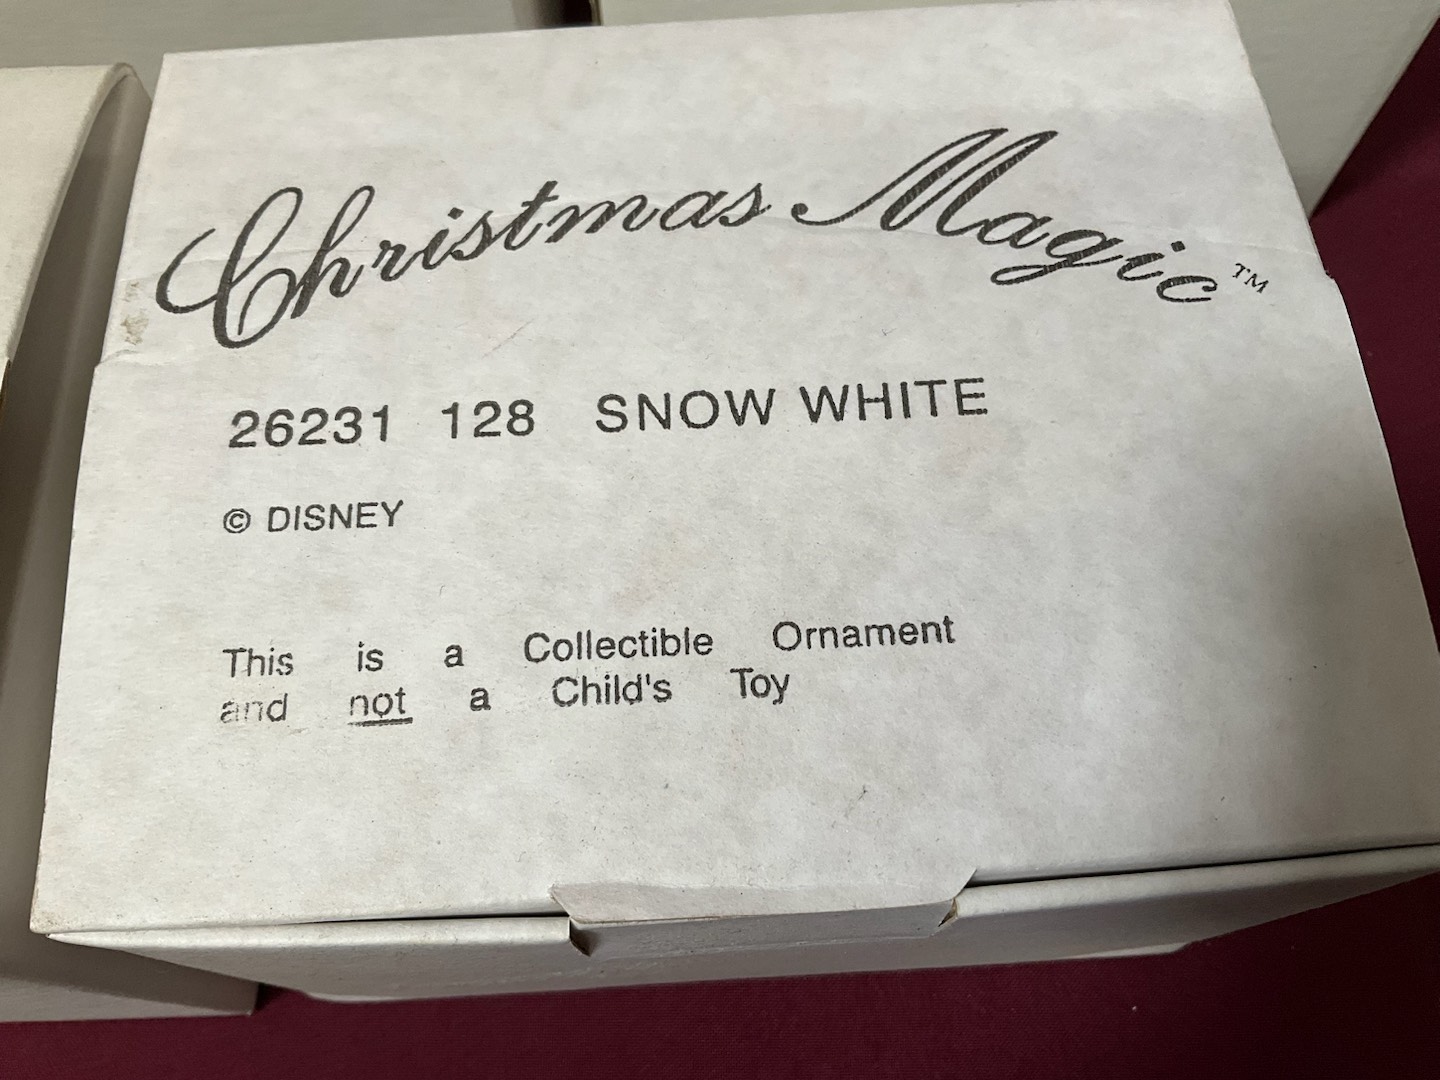 Christmas Magic™
26231 128 SNOW WHITE
© DISNEY
This is a Collectible Ornament
and not a Child's Toy